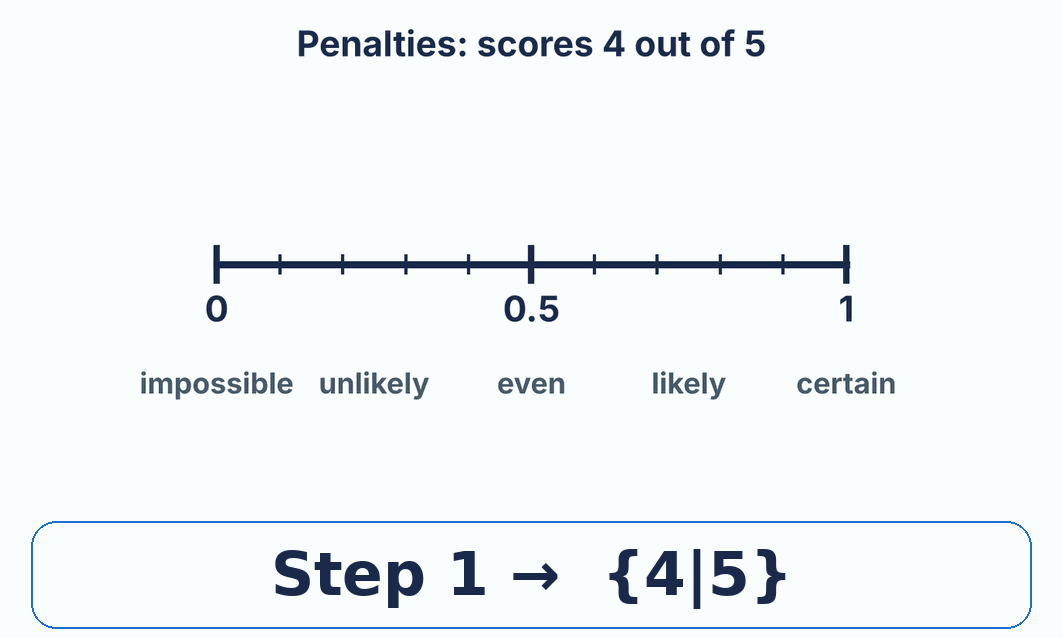 Penalties: scores 4 out of 5
0 0.5 1
impossible unlikely even likely certain
Step 1 → {4|5}